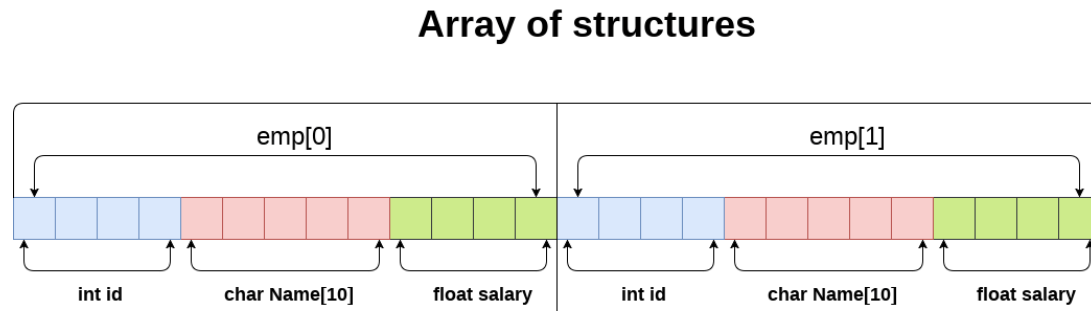 Array of structures
emp[0]
emp[1]
int id
char Name[10]
float salary
int id
char Name[10]
float salary